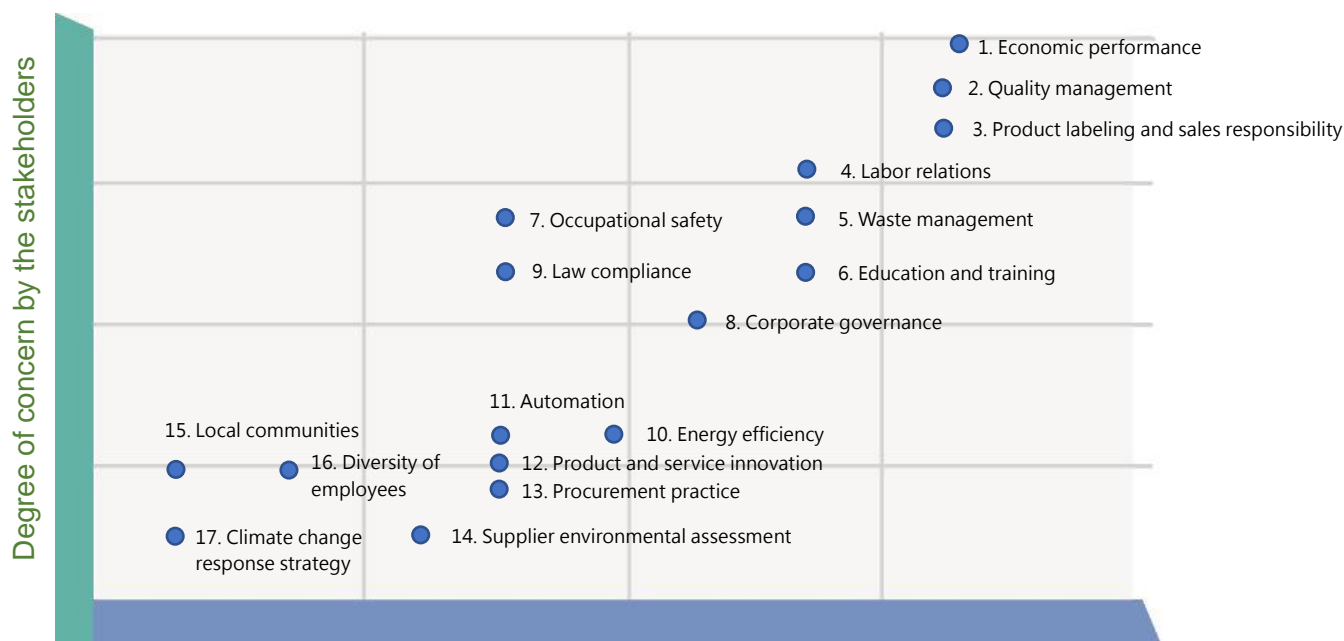 Degree of concern by the stakeholders
1. Economic performance
2. Quality management
3. Product labeling and sales responsibility
4. Labor relations
7. Occupational safety
5. Waste management
9. Law compliance
6. Education and training
8. Corporate governance
11. Automation
15. Local communities
10. Energy efficiency
16. Diversity of
employees
12. Product and service innovation
13. Procurement practice
17. Climate change
response strategy
14. Supplier environmental assessment